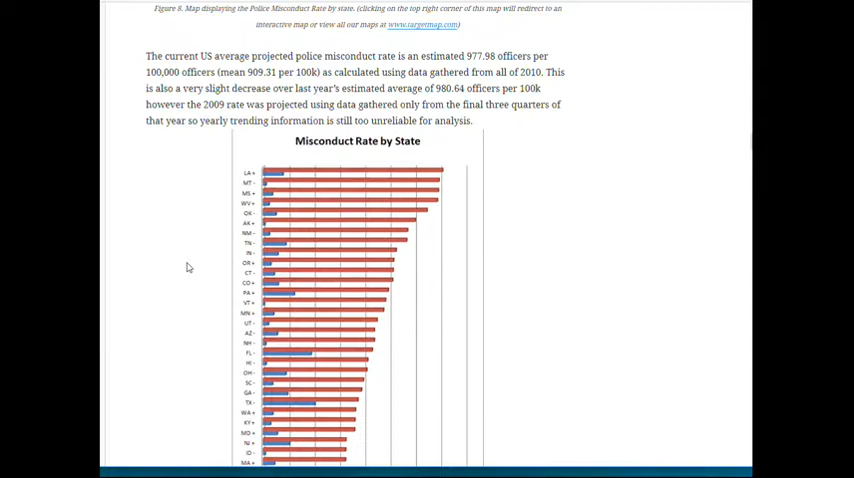 Figure 8. Map displaying the Police Misconduct Rate by state. (clicking on the top right corner of this map will redirect to an
interactive map or view all our maps at www.targetmap.com)
The current US average projected police misconduct rate is an estimated 977.98 officers per
100,000 officers (mean 909.31 per 100k) as calculated using data gathered from all of 2010. This
is also a very slight decrease over last year's estimated average of 980.64 officers per 100k
however the 2009 rate was projected using data gathered only from the final three quarters of
that year so yearly trending information is still too unreliable for analysis.
Misconduct Rate by State
LA +
MT -
MS +
WV +
OK -
AK +
NM -
TN -
IN -
OR +
CT -
CO +
PA +
VT +
MN +
UT -
AZ -
NH -
FL -
HI -
OH -
SC -
GA -
TX -
WA +
KY +
MO +
NJ +
ID -
MA +